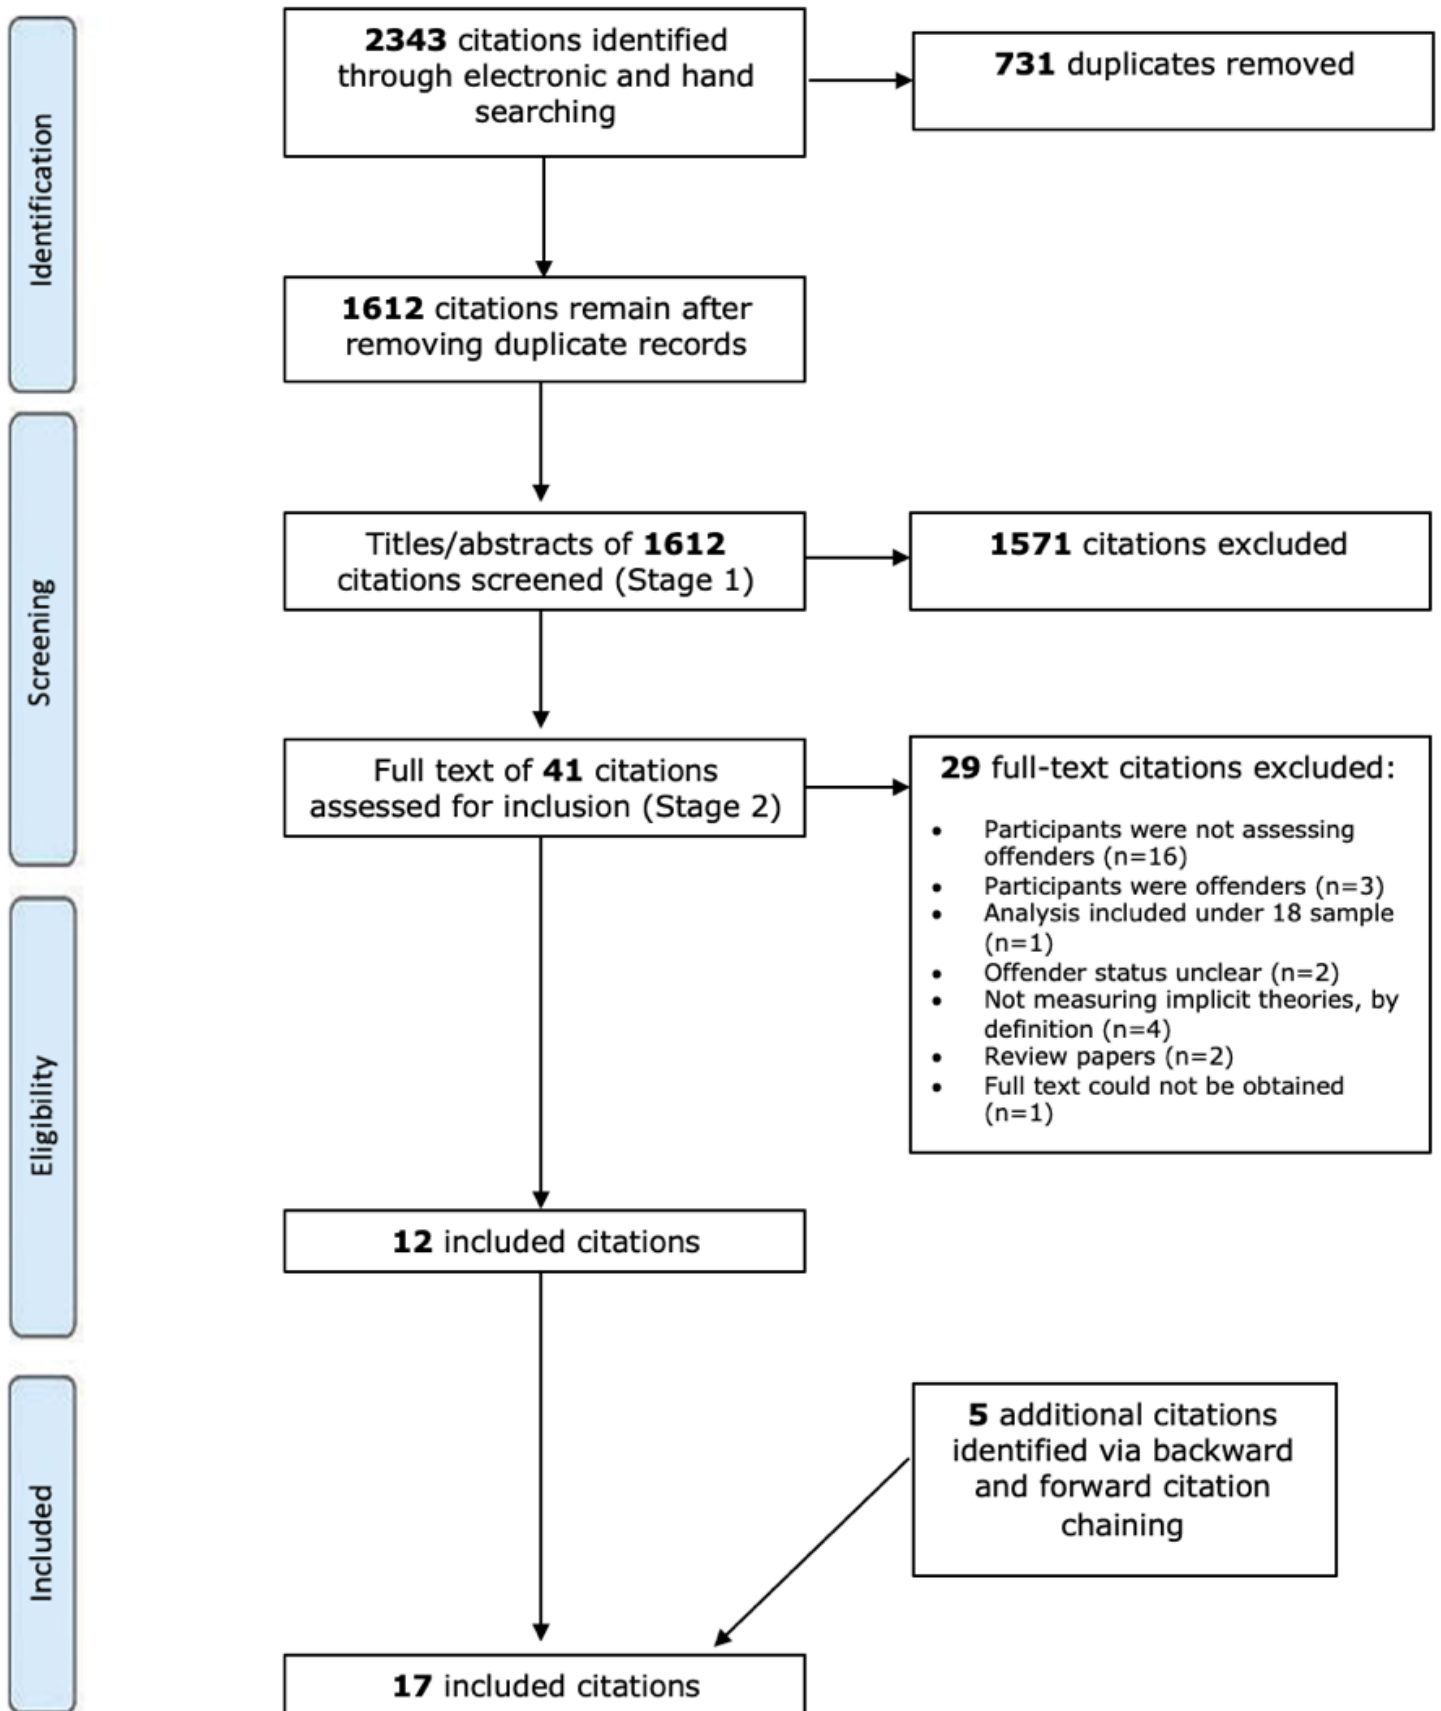 Identification
2343 citations identified
through electronic and hand
searching
731 duplicates removed
1612 citations remain after
removing duplicate records
Screening
Titles/abstracts of 1612
citations screened (Stage 1)
1571 citations excluded
Full text of 41 citations
assessed for inclusion (Stage 2)
29 full-text citations excluded:
• Participants were not assessing
offenders (n=16)
• Participants were offenders (n=3)
• Analysis included under 18 sample
(n=1)
• Offender status unclear (n=2)
• Not measuring implicit theories, by
definition (n=4)
• Review papers (n=2)
• Full text could not be obtained
(n=1)
Eligibility
12 included citations
Included
5 additional citations
identified via backward
and forward citation
chaining
17 included citations